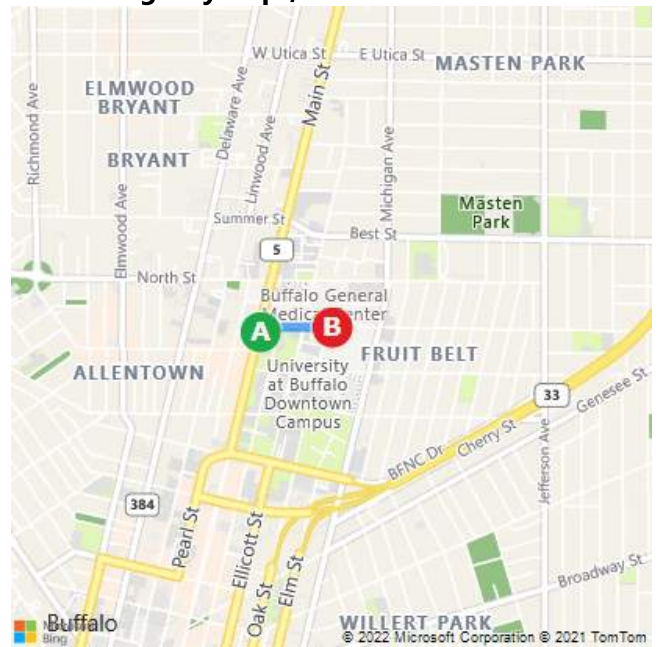 W Utica St
E Utica St
MASTEN PARK
ELMWOOD
BRYANT
Delaware Ave
Linwood Ave
Main St
Richmond Ave
BRYANT
Elmwood Ave
Michigan Ave
Masten
Park
Summer St
Best St
5
North St
Buffalo General
Medical Center
A
B
FRUIT BELT
ALLENTOWN
University
at Buffalo
Downtown
Campus
33
Genesee St
Cherry St
BFNC Dr
Jefferson Ave
384
Pearl St
Ellicott St
Oak St
Elm St
Broadway St
Buffalo
Bing
WILLERT PARK
© 2022 Microsoft Corporation © 2021 TomTom